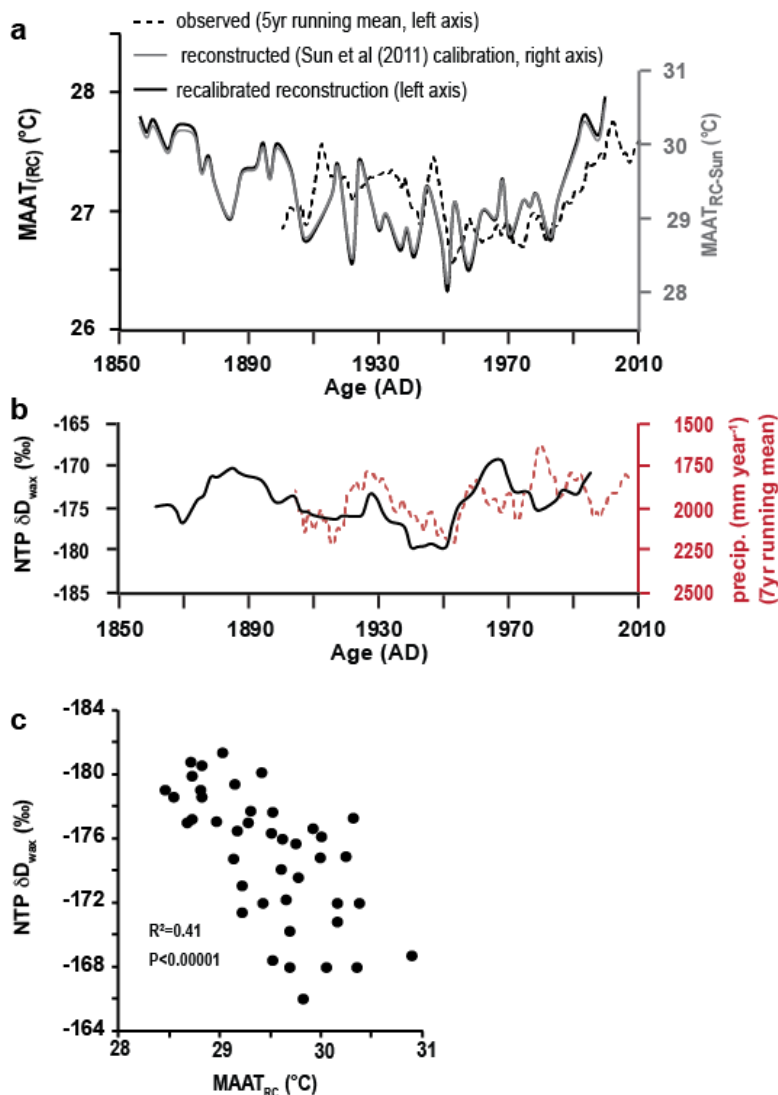 a
observed (5yr running mean, left axis)
reconstructed (Sun et al (2011) calibration, right axis)
recalibrated reconstruction (left axis)
MAAT(RC) (°C)
28
27
26
31
30
29
28
MAATRC-Sun (°C)
1850
1890
1930
1970
2010
Age (AD)
b
NTP δDwax (‰)
-165
-170
-175
-180
-185
1500
1750
2000
2250
2500
precip. (mm year-1)
(7yr running mean)
1850
1890
1930
1970
2010
Age (AD)
c
NTP δDwax (‰)
-184
-180
-176
-172
-168
-164
R²=0.41
P<0.00001
28
29
30
31
MAATRC (°C)